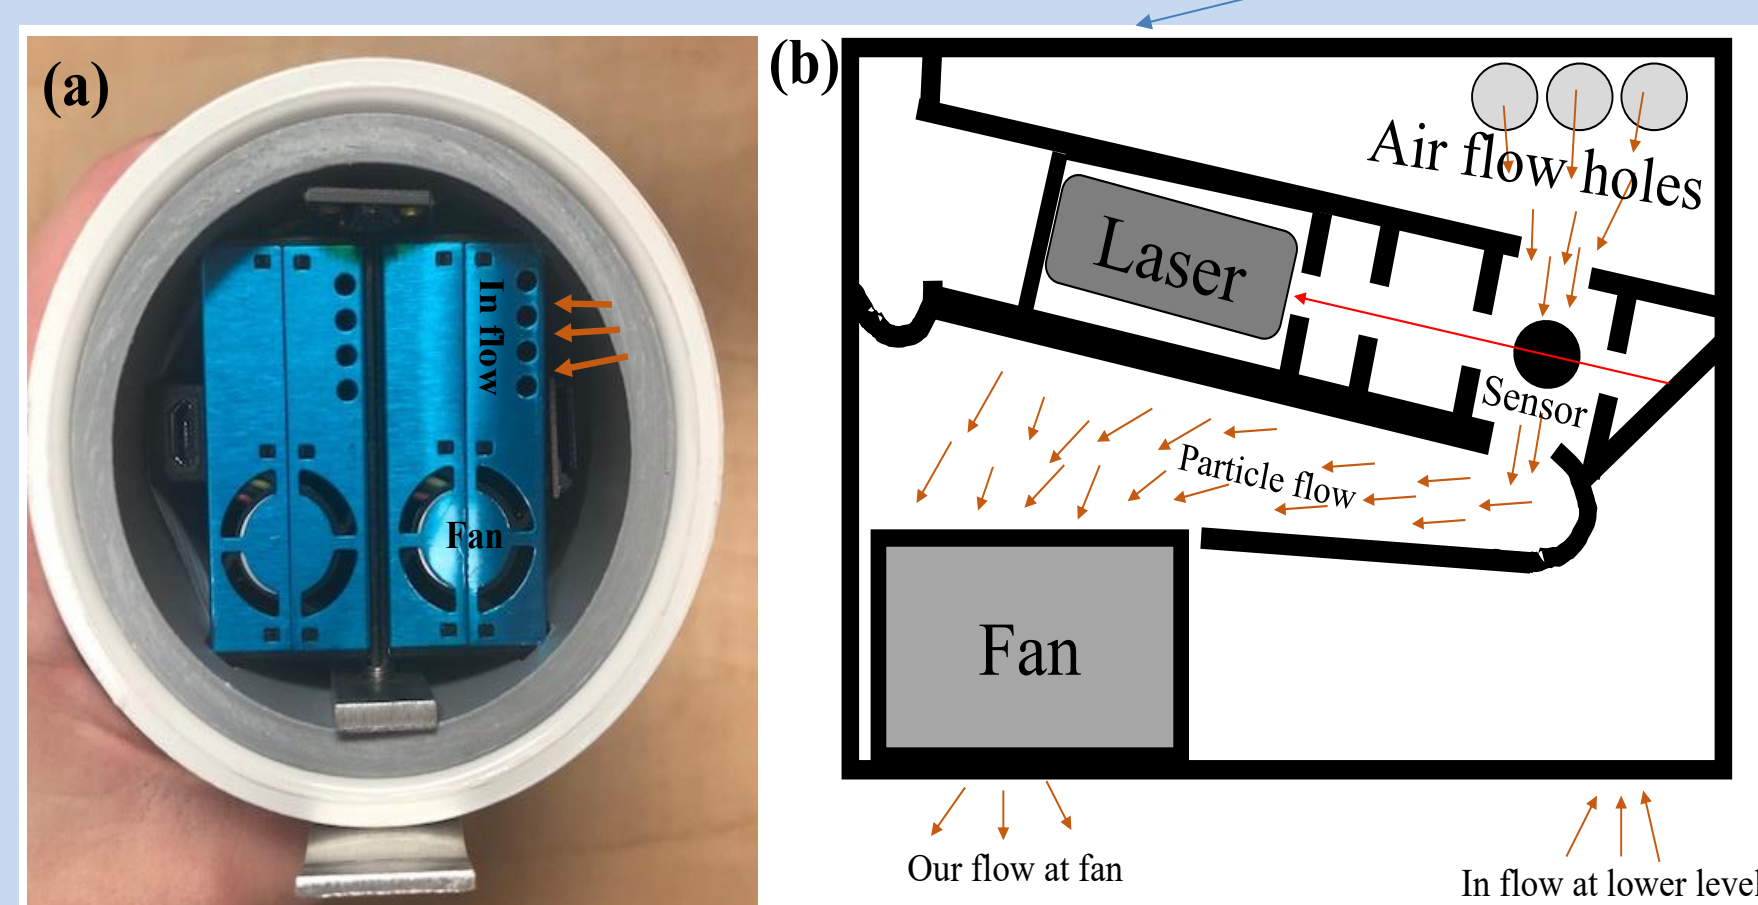 (a)
In flow
Fan
(b)
Air flow holes
Laser
Sensor
Particle flow
Fan
Our flow at fan
In flow at lower level